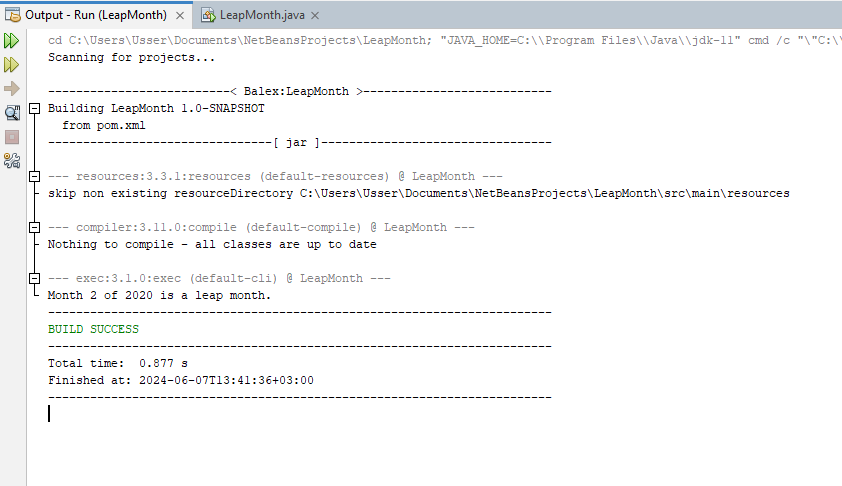 Output - Run (LeapMonth) × LeapMonth.java ×
cd C:\Users\Usser\Documents\NetBeansProjects\LeapMonth; "JAVA_HOME=C:\\Program Files\\Java\\jdk-11" cmd /c "\"C:\\
Scanning for projects...
--------------------------< Balex:LeapMonth >---------------------------
Building LeapMonth 1.0-SNAPSHOT
from pom.xml
--------------------------------[ jar ]---------------------------------
--- resources:3.3.1:resources (default-resources) @ LeapMonth ---
skip non existing resourceDirectory C:\Users\Usser\Documents\NetBeansProjects\LeapMonth\src\main\resources
--- compiler:3.11.0:compile (default-compile) @ LeapMonth ---
Nothing to compile - all classes are up to date
--- exec:3.1.0:exec (default-cli) @ LeapMonth ---
Month 2 of 2020 is a leap month.
------------------------------------------------------------------------
BUILD SUCCESS
------------------------------------------------------------------------
Total time:  0.877 s
Finished at: 2024-06-07T13:41:36+03:00
------------------------------------------------------------------------